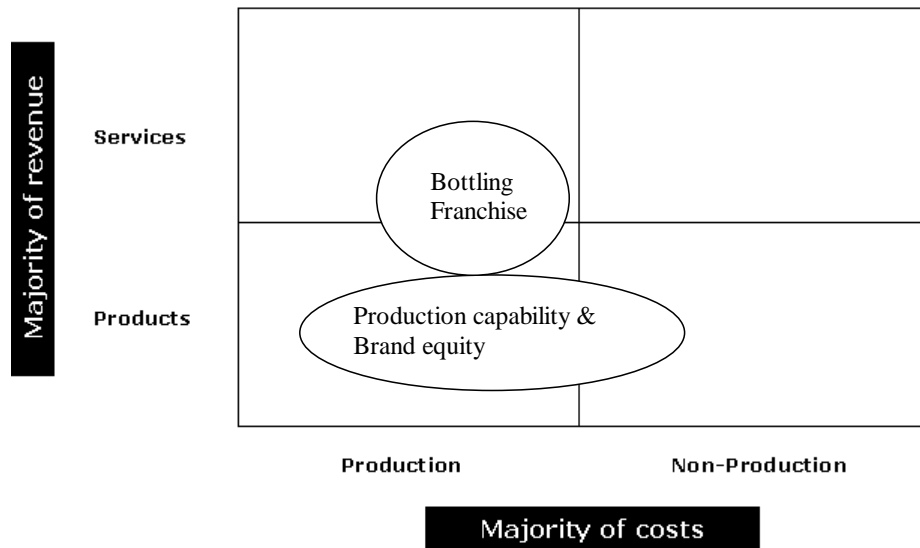 Majority of revenue
Services
Bottling
Franchise
Products
Production capability &
Brand equity
Production
Non-Production
Majority of costs